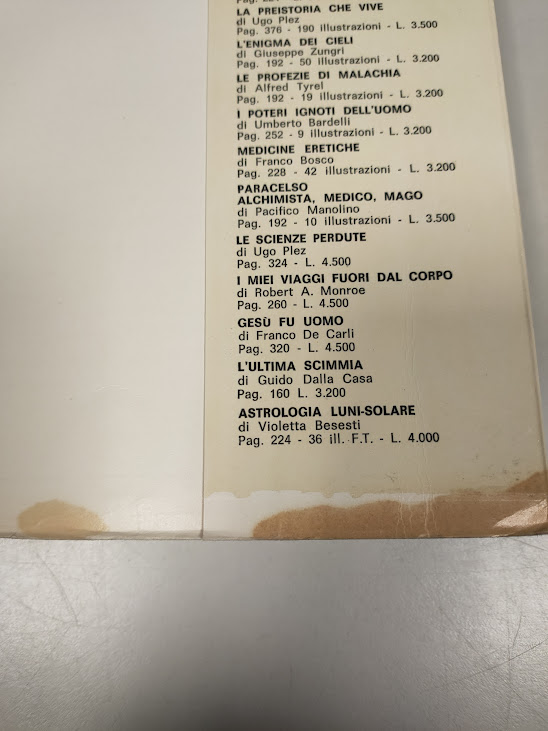 LA PREISTORIA CHE VIVE
di Ugo Plez
Pag. 376 - 190 illustrazioni - L. 3.500
L'ENIGMA DEI CIELI
di Giuseppe Zungri
Pag. 192 - 50 illustrazioni - L. 3.200
LE PROFEZIE DI MALACHIA
di Alfred Tyrel
Pag. 192 - 19 illustrazioni - L. 3.200
I POTERI IGNOTI DELL'UOMO
di Umberto Bardelli
Pag. 252 - 9 illustrazioni - L. 3.200
MEDICINE ERETICHE
di Franco Bosco
Pag. 228 - 42 illustrazioni - L. 3.200
PARACELSO
ALCHIMISTA, MEDICO, MAGO
di Pacifico Manolino
Pag. 192 - 10 illustrazioni - L. 3.500
LE SCIENZE PERDUTE
di Ugo Plez
Pag. 324 - L. 4.500
I MIEI VIAGGI FUORI DAL CORPO
di Robert A. Monroe
Pag. 260 - L. 4.500
GESÙ FU UOMO
di Franco De Carli
Pag. 320 - L. 4.500
L'ULTIMA SCIMMIA
di Guido Dalla Casa
Pag. 160 L. 3.200
ASTROLOGIA LUNI-SOLARE
di Violetta Besesti
Pag. 224 - 36 ill. F.T. - L. 4.000